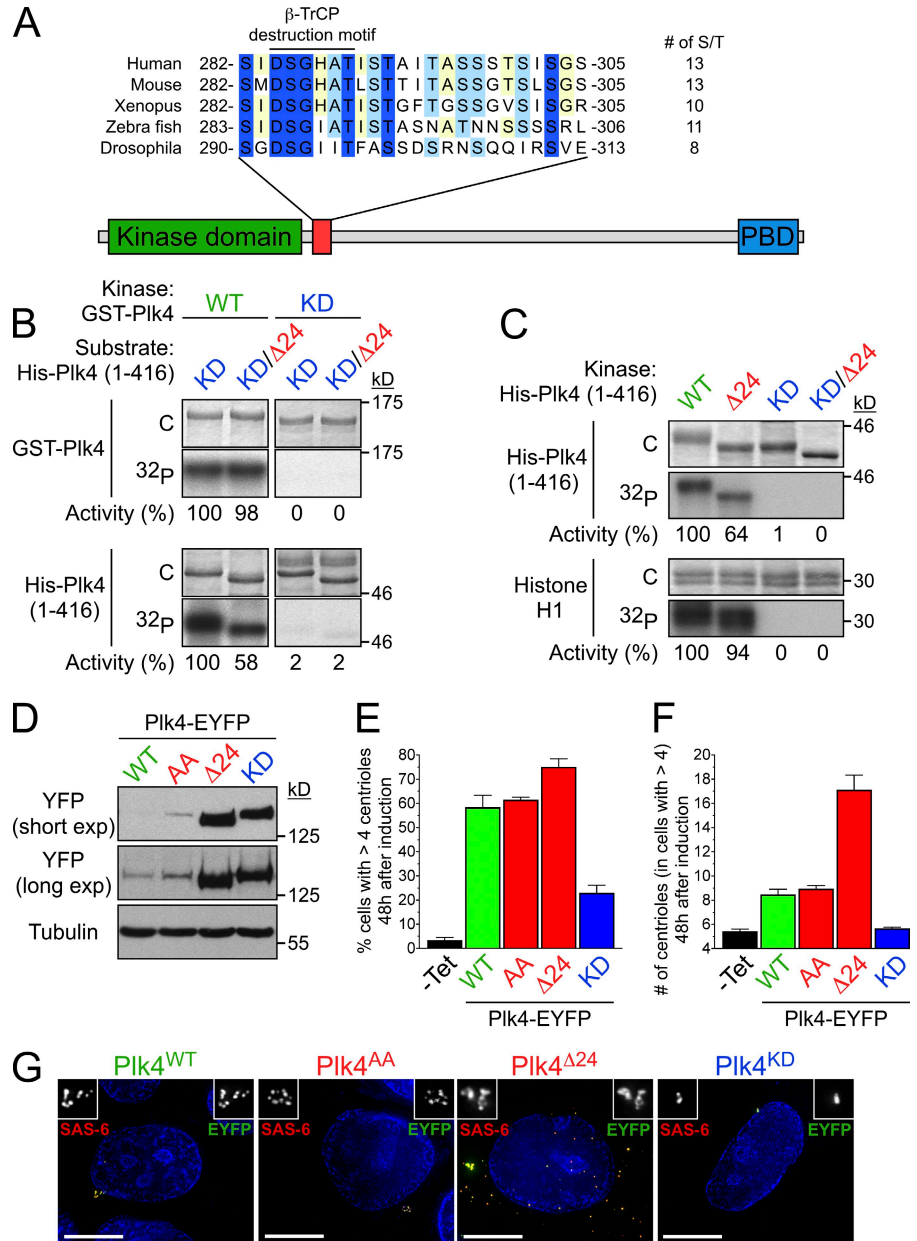 A
β-TrCP
destruction motif
# of S/T
Human 282- SIDSGHATISTAITASSSTSISGS -305 13
Mouse 282- SMDSGHATLSTTITASSGTSLSGS -305 13
Xenopus 282- SIDSGHATISTGFTGSSGVSISGR -305 10
Zebra fish 283- SIDSGIATISTASNATNNSSSSRL -306 11
Drosophila 290- SGDSGIITFASSDSRNSQQIRSVE -313 8
Kinase domain
PBD
B
Kinase:
GST-Plk4
WT KD
Substrate:
His-Plk4 (1-416)
KD KD/Δ24 KD KD/Δ24
kD
GST-Plk4
C
175
32P
175
Activity (%) 100 98 0 0
His-Plk4
(1-416)
C
46
32P
46
Activity (%) 100 58 2 2
C
Kinase:
His-Plk4 (1-416)
WT Δ24 KD KD/Δ24
kD
His-Plk4
(1-416)
C
46
32P
46
Activity (%) 100 64 1 0
Histone
H1
C
30
32P
30
Activity (%) 100 94 0 0
D
Plk4-EYFP
WT AA Δ24 KD
kD
YFP
(short exp)
125
YFP
(long exp)
125
Tubulin
55
E
% cells with > 4 centrioles
48h after induction
80
70
60
50
40
30
20
10
0
-Tet WT AA Δ24 KD
Plk4-EYFP
F
# of centrioles (in cells with > 4)
48h after induction
20
18
16
14
12
10
8
6
4
-Tet WT AA Δ24 KD
Plk4-EYFP
G
Plk4WT Plk4AA Plk4Δ24 Plk4KD
SAS-6 EYFP SAS-6 EYFP SAS-6 EYFP SAS-6 EYFP